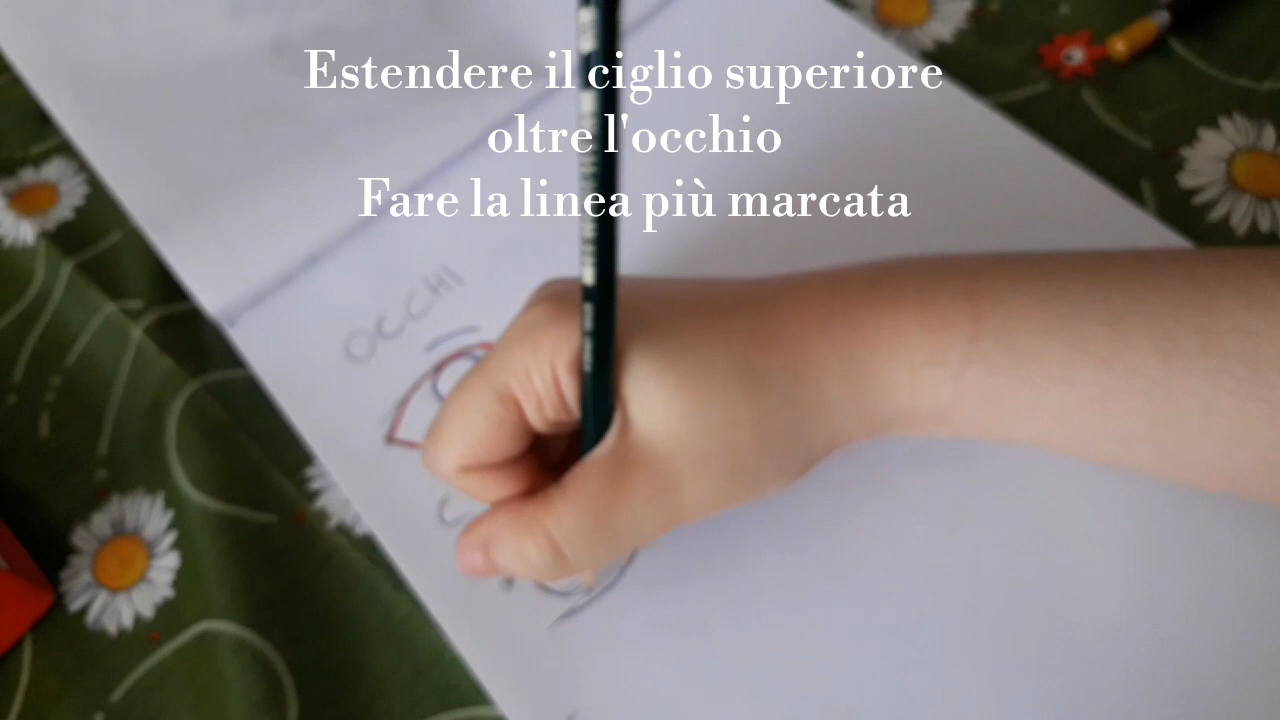 Estendere il ciglio superiore
oltre l'occhio
Fare la linea più marcata
OCCHI